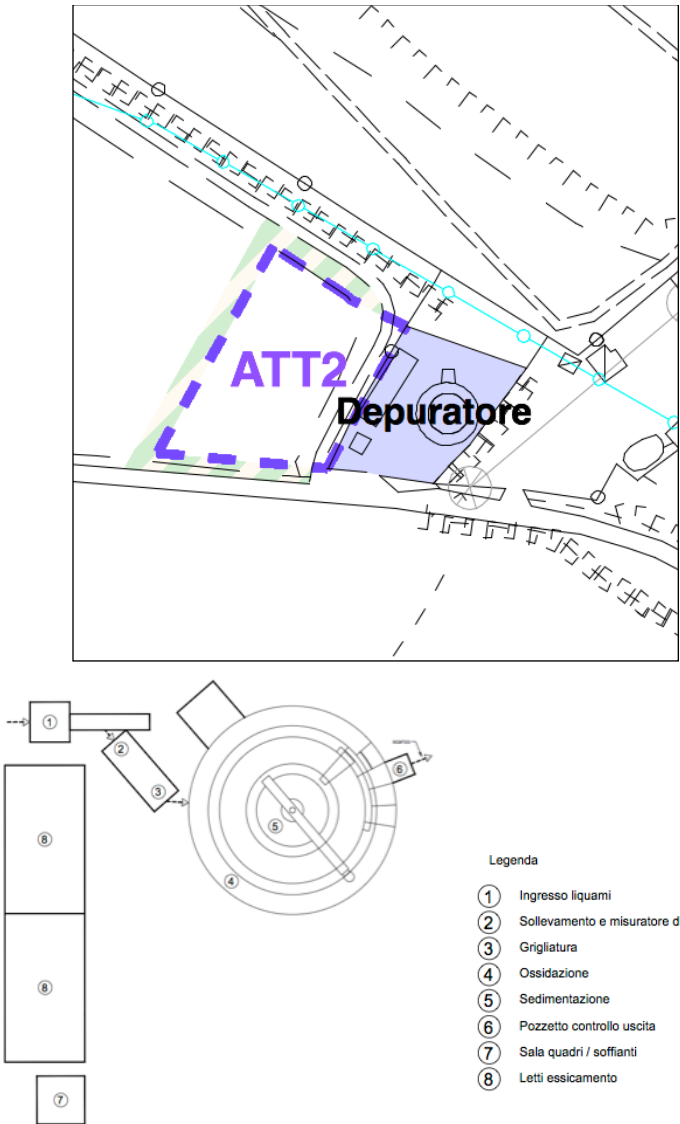 ATT2
Depuratore
1
2
3
4
5
6
8
8
7
Legenda
1 Ingresso liquami
2 Sollevamento e misuratore d
3 Grigliatura
4 Ossidazione
5 Sedimentazione
6 Pozzetto controllo uscita
7 Sala quadri / soffianti
8 Letti essicamento